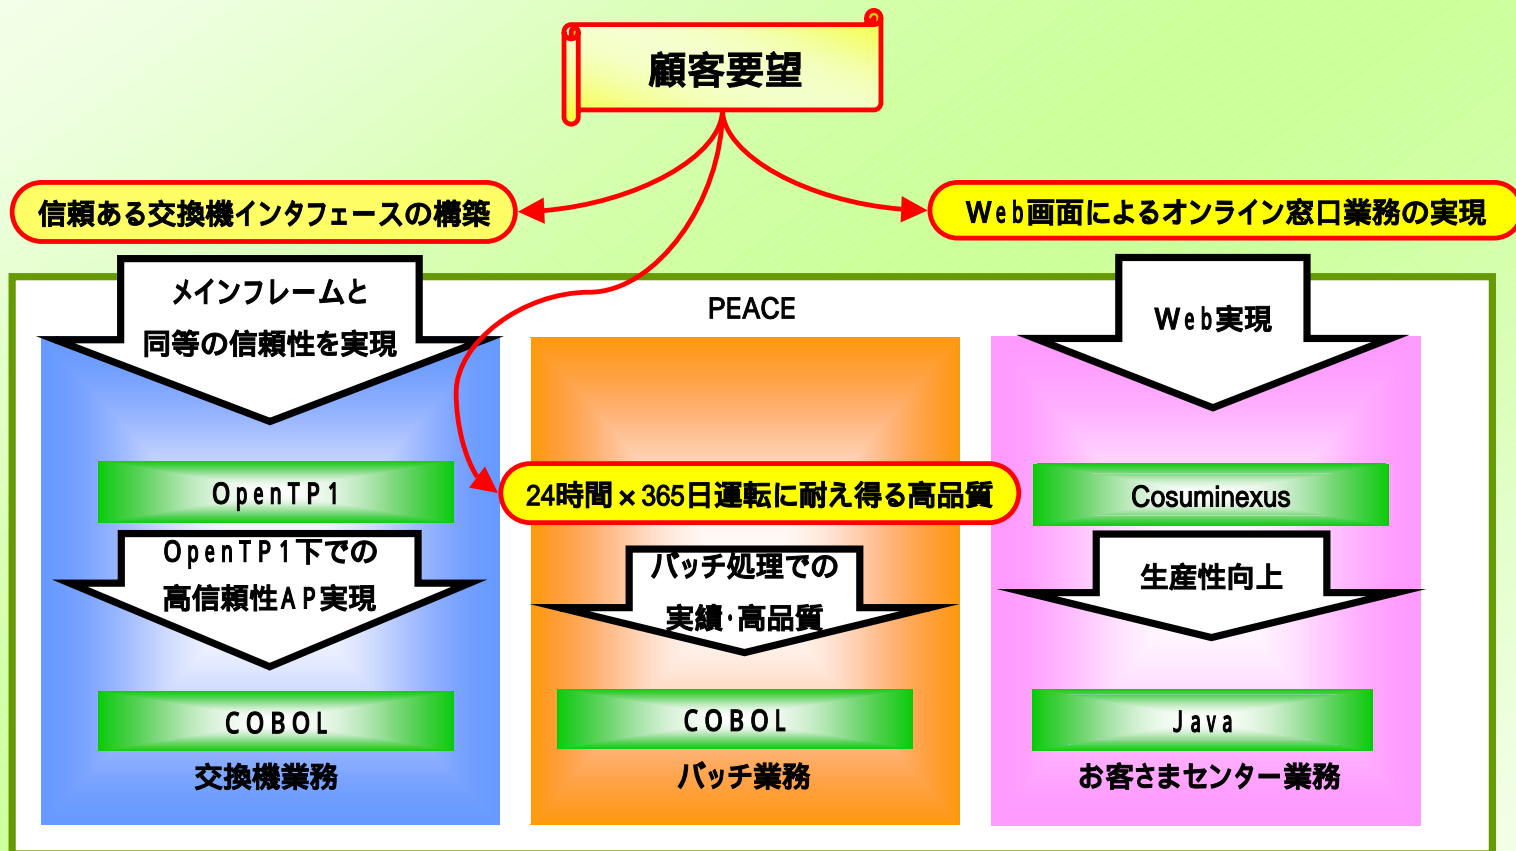 顧客要望
信頼ある交換機インタフェースの構築
Web画面によるオンライン窓口業務の実現
PEACE
メインフレームと
同等の信頼性を実現
OpenTP1
OpenTP1下での
高信頼性AP実現
COBOL
交換機業務
24時間×365日運転に耐え得る高品質
バッチ処理での
実績・高品質
COBOL
バッチ業務
Web実現
Cosuminexus
生産性向上
Java
お客さまセンター業務